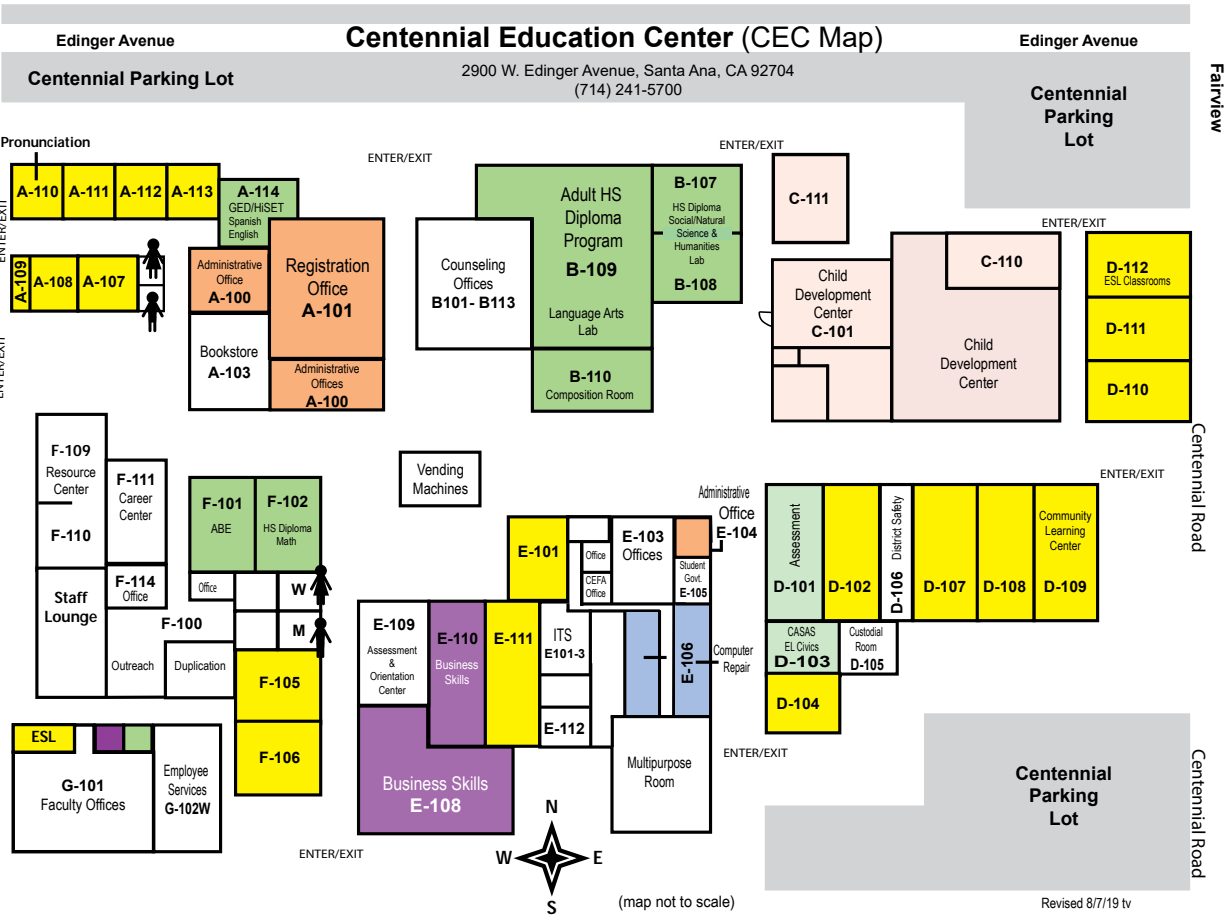 Edinger Avenue
Centennial Education Center (CEC Map)
Edinger Avenue
Centennial Parking Lot
2900 W. Edinger Avenue, Santa Ana, CA 92704
(714) 241-5700
Centennial
Parking
Lot
Fairview
Pronunciation
ENTER/EXIT
ENTER/EXIT
A-110
A-111
A-112
A-113
A-114
GED/HiSET
Spanish
English
ENTER/EXIT
A-109
A-108
A-107
Administrative
Office
A-100
Registration
Office
A-101
Bookstore
A-103
Administrative
Offices
A-100
ENTER/EXIT
Counseling
Offices
B101- B113
Adult HS
Diploma
Program
B-109
Language Arts
Lab
B-107
HS Diploma
Social/Natural
Science &
Humanities
Lab
B-108
B-110
Composition Room
C-111
ENTER/EXIT
C-110
Child
Development
Center
C-101
Child
Development
Center
D-112
ESL Classrooms
D-111
D-110
Centennial Road
F-109
Resource
Center
F-110
F-111
Career
Center
F-114
Office
Staff
Lounge
F-100
Outreach
Duplication
F-101
ABE
F-102
HS Diploma
Math
Office
W
M
F-105
F-106
Vending
Machines
E-101
Office
CEFA
Office
E-103
Offices
Administrative
Office
E-104
Student
Govt.
E-105
E-109
Assessment
&
Orientation
Center
E-110
Business
Skills
E-111
ITS
E101-3
E-112
E-106
Computer
Repair
Multipurpose
Room
Business Skills
E-108
ENTER/EXIT
Assessment
D-101
D-102
D-106 District Safety
D-107
D-108
Community
Learning
Center
D-109
CASAS
EL Civics
D-103
Custodial
Room
D-105
D-104
ENTER/EXIT
ESL
G-101
Faculty Offices
Employee
Services
G-102W
ENTER/EXIT
N
W
E
S
(map not to scale)
Centennial
Parking
Lot
Centennial Road
Revised 8/7/19 tv